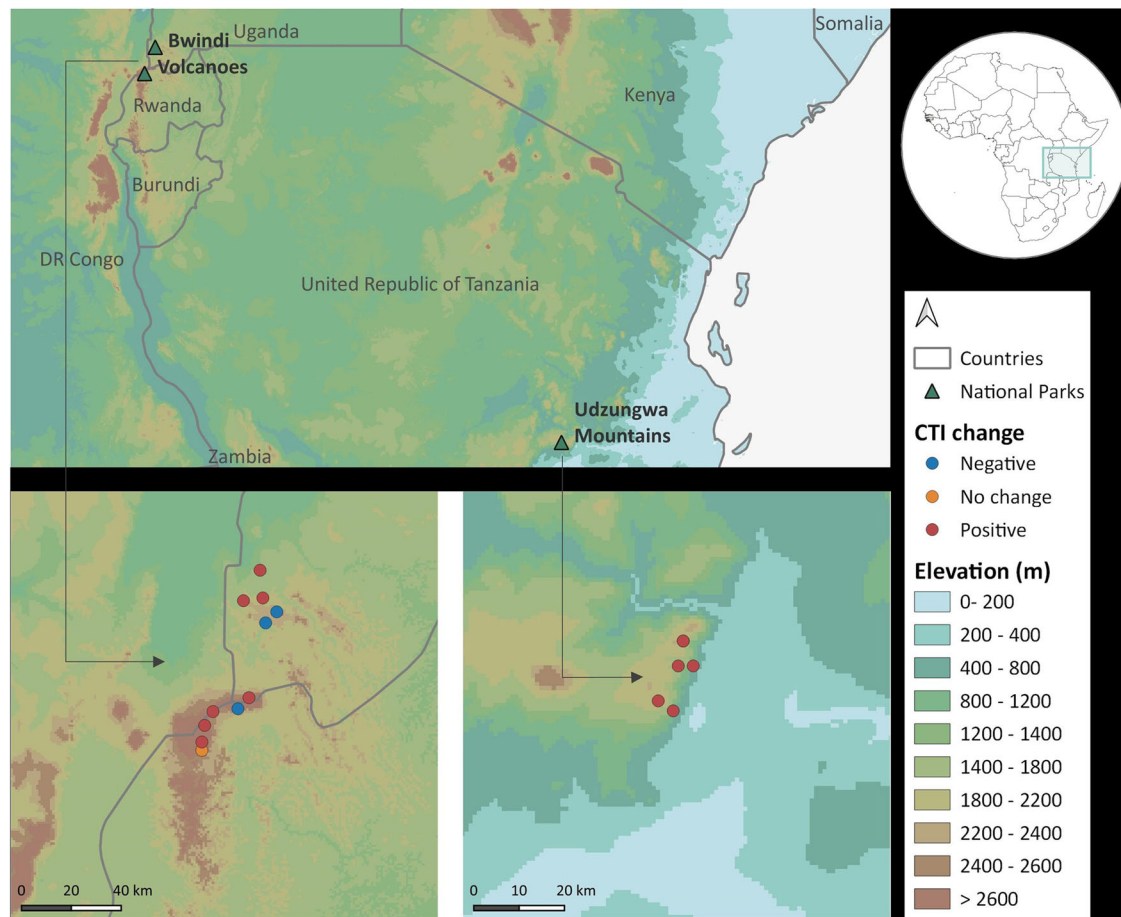 Uganda
Somalia
Bwindi
Volcanoes
Rwanda
Kenya
Burundi
DR Congo
United Republic of Tanzania
Udzungwa
Mountains
Zambia
Countries
National Parks
CTI change
Negative
No change
Positive
Elevation (m)
0- 200
200 - 400
400 - 800
800 - 1200
1200 - 1400
1400 - 1800
1800 - 2200
2200 - 2400
2400 - 2600
> 2600
0 20 40 km
0 10 20 km